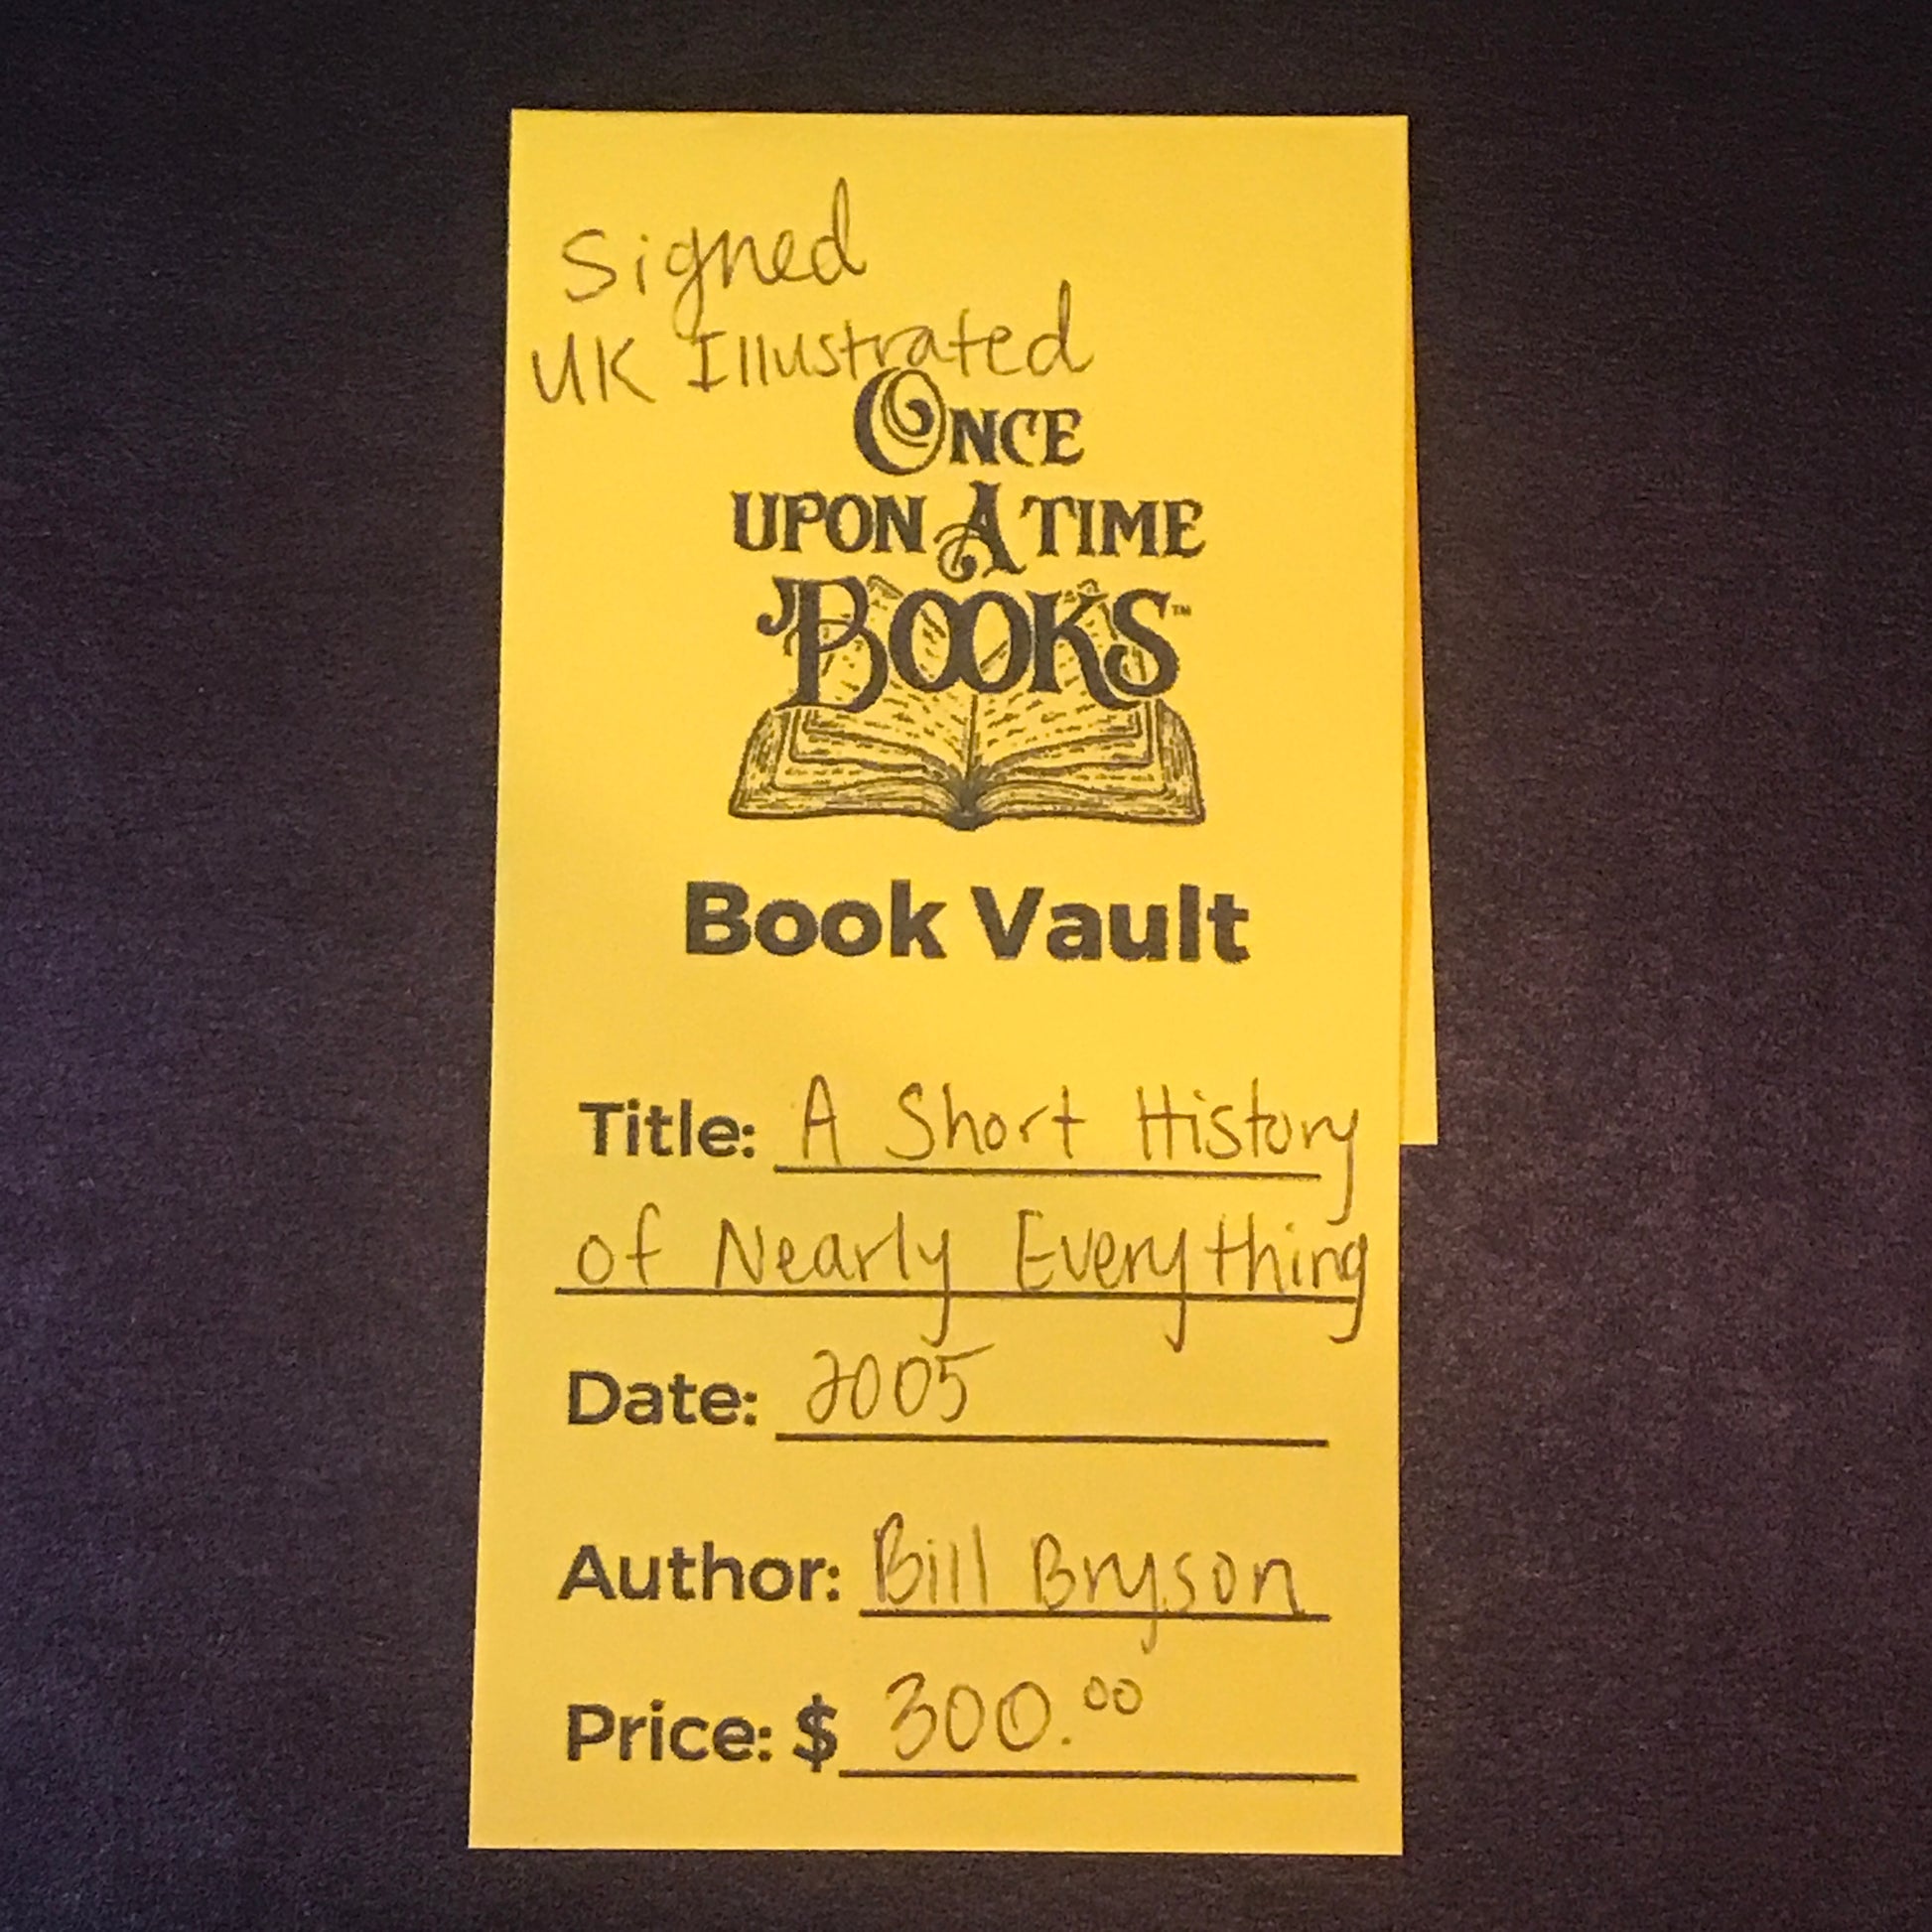 Signed
UK Illustrated
ONCE
UPON A TIME
BOOKS™
Book Vault
Title: A Short History
of Nearly Everything
Date: 2005
Author: Bill Bryson
Price: $ 300.00